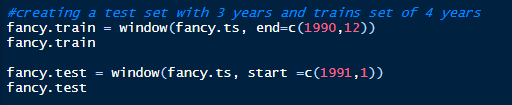 #creating a test set with 3 years and trains set of 4 years
fancy.train = window(fancy.ts, end=c(1990,12))
fancy.train
fancy.test = window(fancy.ts, start =c(1991,1))
fancy.test